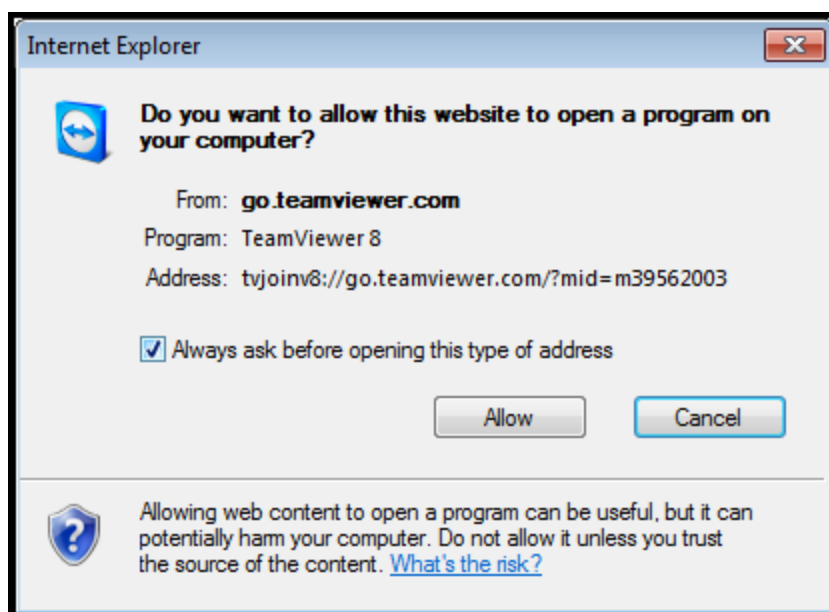 Internet Explorer
Do you want to allow this website to open a program on
your computer?
From: go.teamviewer.com
Program: TeamViewer 8
Address: tvjoinv8://go.teamviewer.com/?mid=m39562003
Always ask before opening this type of address
Allow Cancel
Allowing web content to open a program can be useful, but it can
potentially harm your computer. Do not allow it unless you trust
the source of the content. What's the risk?